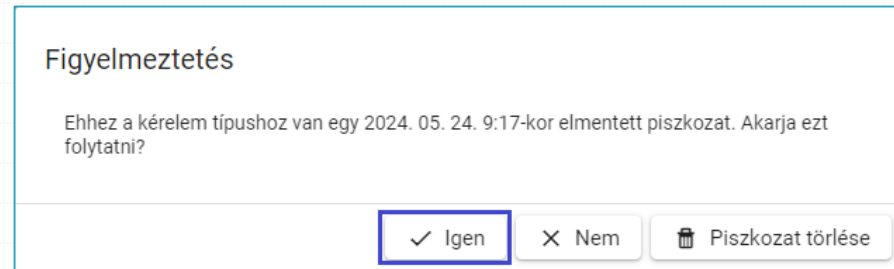 Figyelmeztetés
Ehhez a kérelem típushoz van egy 2024. 05. 24. 9:17-kor elmentett piszkozat. Akarja ezt
folytatni?
Igen Nem Piszkozat törlése